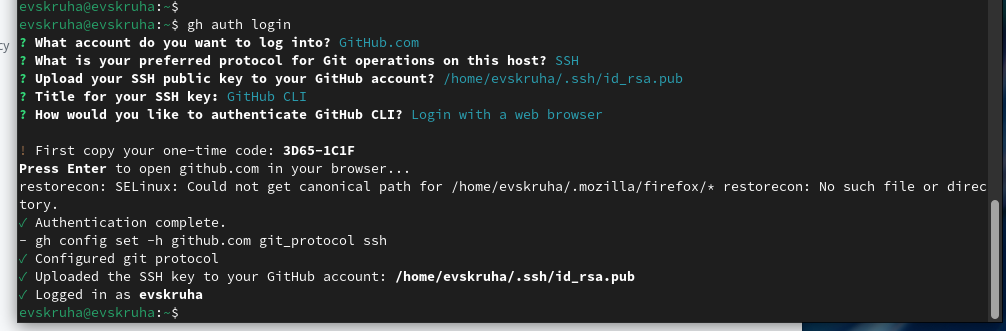 evskruha@evskruha:~$
evskruha@evskruha:~$ gh auth login
? What account do you want to log into? GitHub.com
? What is your preferred protocol for Git operations on this host? SSH
cy
? Upload your SSH public key to your GitHub account? /home/evskruha/.ssh/id_rsa.pub
? Title for your SSH key: GitHub CLI
? How would you like to authenticate GitHub CLI? Login with a web browser
! First copy your one-time code: 3D65-1C1F
Press Enter to open github.com in your browser...
restorecon: SELinux: Could not get canonical path for /home/evskruha/.mozilla/firefox/* restorecon: No such file or direc
tory.
✓ Authentication complete.
- gh config set -h github.com git_protocol ssh
✓ Configured git protocol
✓ Uploaded the SSH key to your GitHub account: /home/evskruha/.ssh/id_rsa.pub
✓ Logged in as evskruha
evskruha@evskruha:~$